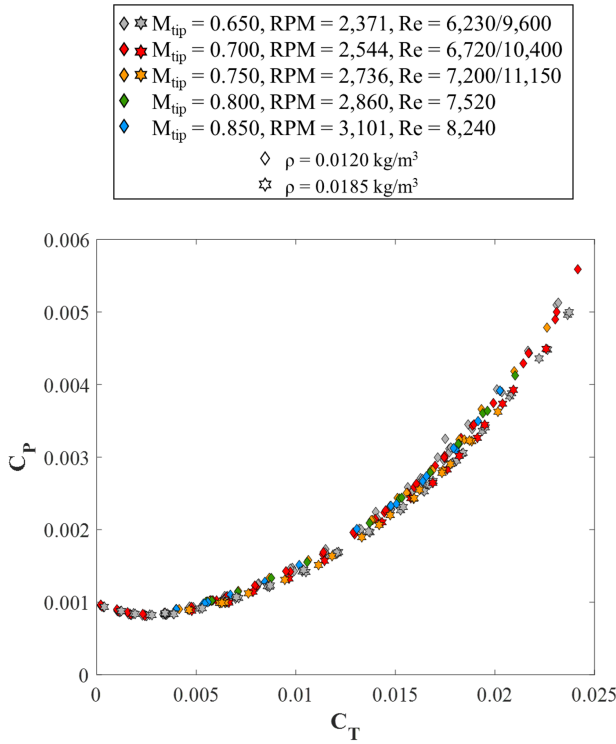 M_tip = 0.650, RPM = 2,371, Re = 6,230/9,600
M_tip = 0.700, RPM = 2,544, Re = 6,720/10,400
M_tip = 0.750, RPM = 2,736, Re = 7,200/11,150
M_tip = 0.800, RPM = 2,860, Re = 7,520
M_tip = 0.850, RPM = 3,101, Re = 8,240
ρ = 0.0120 kg/m³
ρ = 0.0185 kg/m³
0.006
0.005
0.004
0.003
0.002
0.001
0
C_P
0 0.005 0.01 0.015 0.02 0.025
C_T